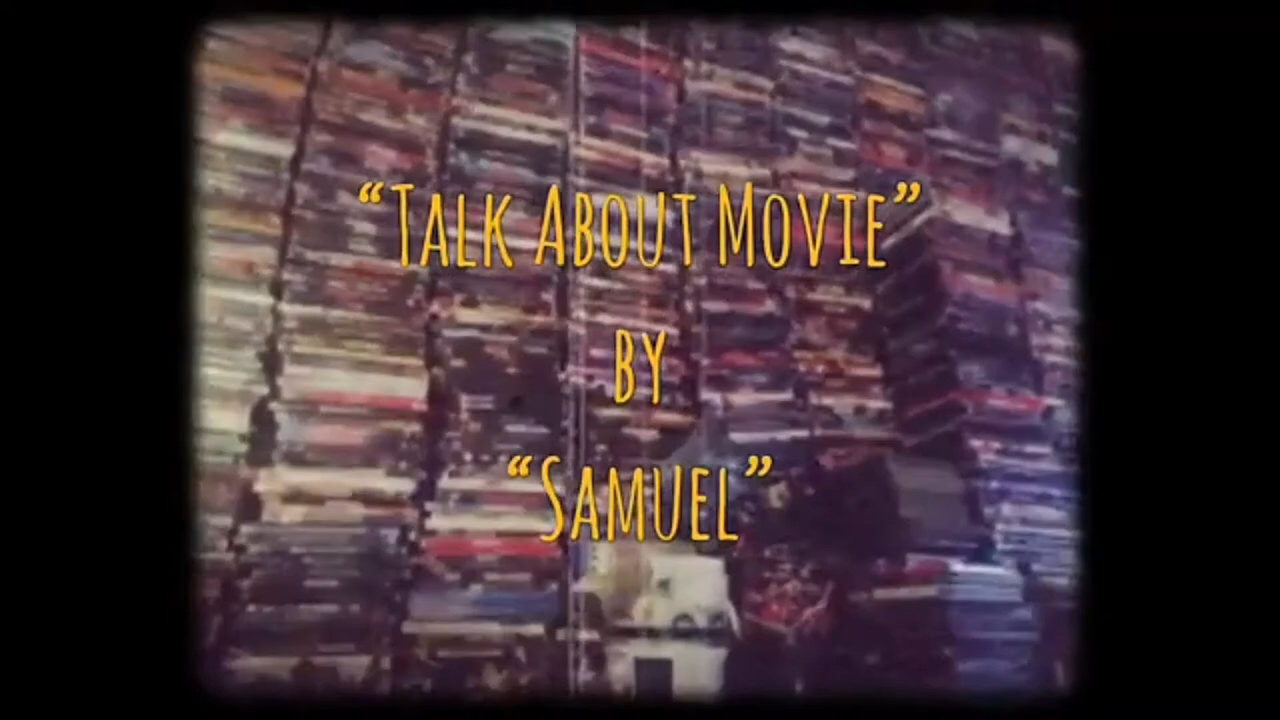 “Talk About Movie”
by
“Samuel”